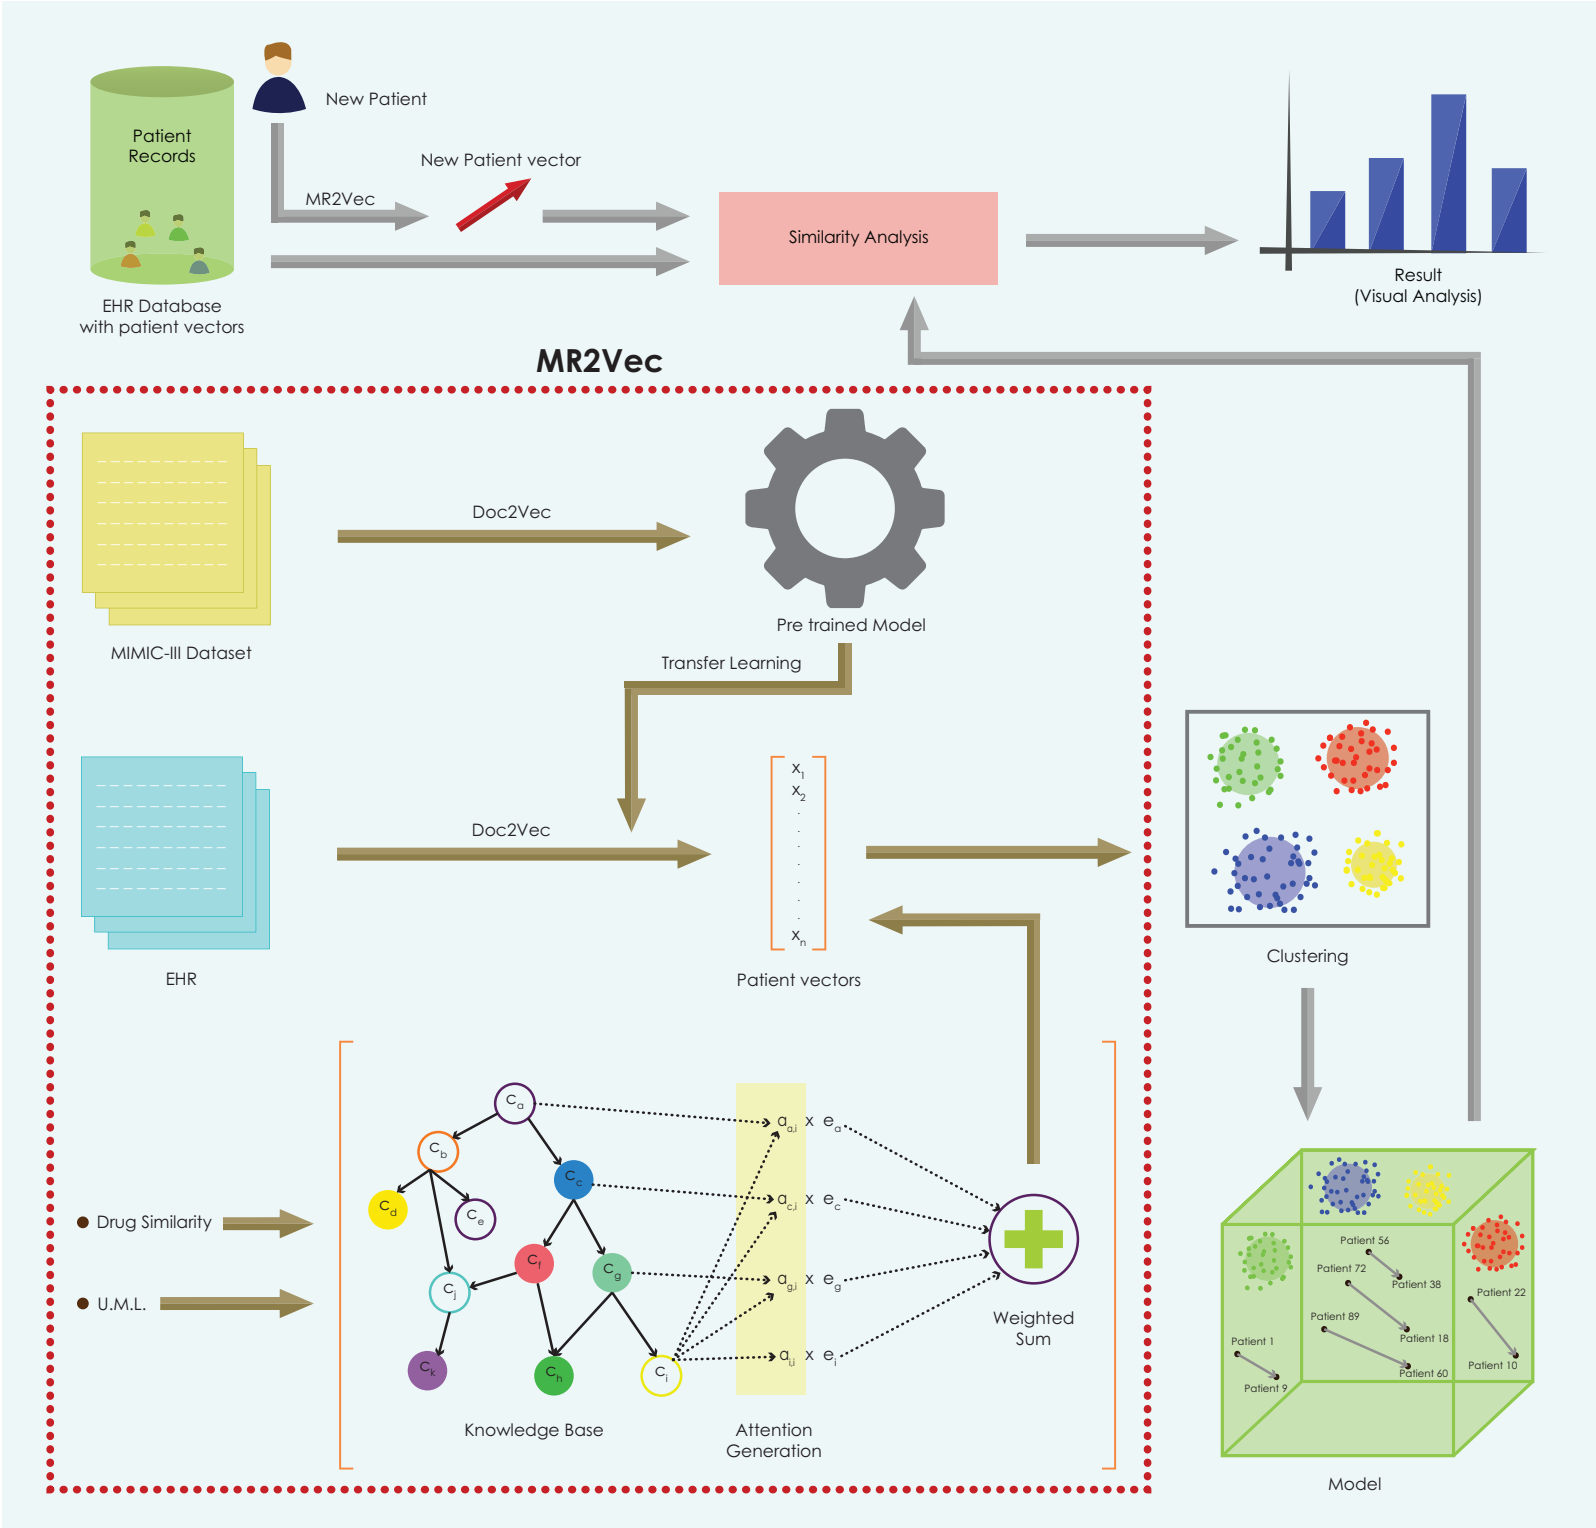 New Patient
Patient
Records
New Patient vector
MR2Vec
Similarity Analysis
EHR Database
with patient vectors
Result
(Visual Analysis)
MR2Vec
Doc2Vec
MIMIC-III Dataset
Pre trained Model
Transfer Learning
Doc2Vec
x1
x2
.
.
.
.
.
.
.
xn
EHR
Patient vectors
Clustering
Drug Similarity
U.M.L.
Ca
Cb
Cc
Cd
Ce
Cf
Cg
Cj
Ck
Ch
Ci
aa,i x ea
ac,i x ec
ag,i x eg
ai,i x ei
Knowledge Base
Attention
Generation
Weighted
Sum
Patient 56
Patient 72
Patient 38
Patient 22
Patient 89
Patient 18
Patient 1
Patient 10
Patient 60
Patient 9
Model